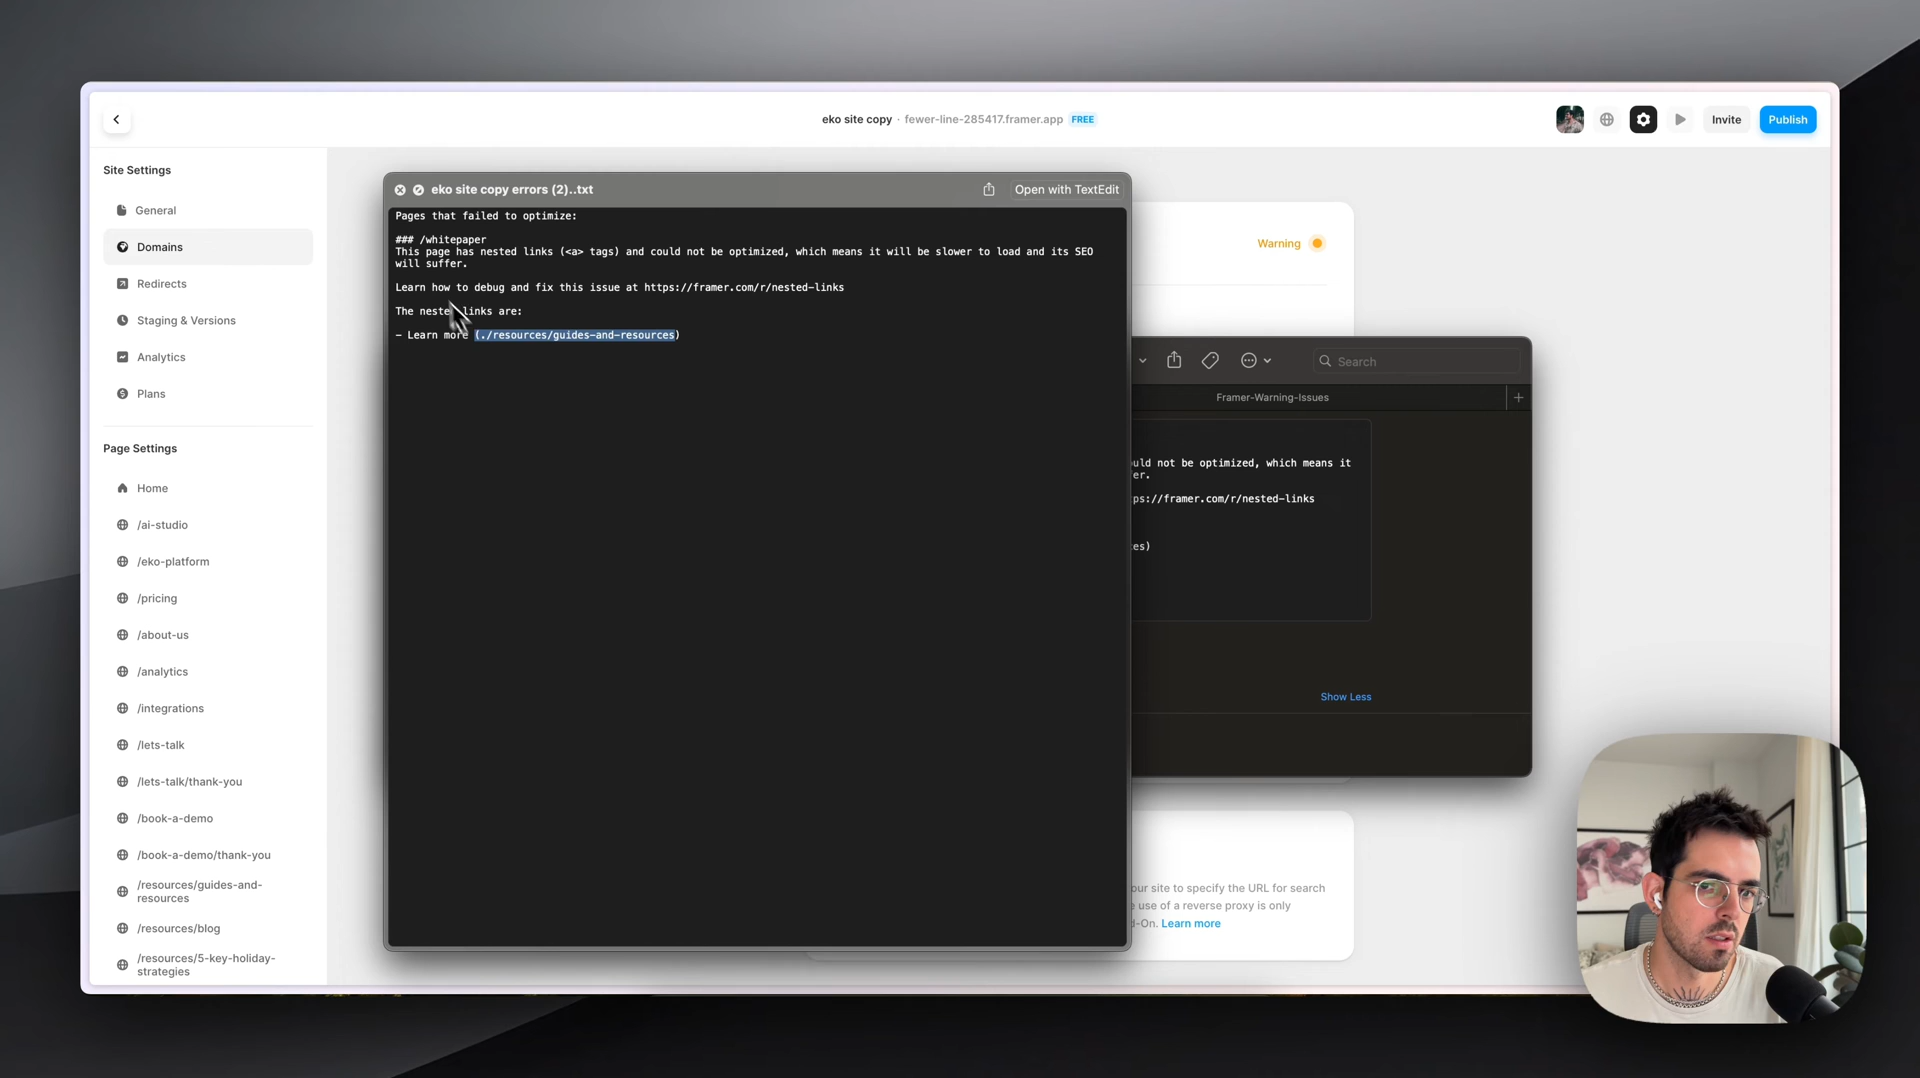 eko site copy · fewer-line-285417.framer.app FREE
Invite
Publish
Site Settings
General
Domains
Redirects
Staging & Versions
Analytics
Plans
Page Settings
Home
/ai-studio
/eko-platform
/pricing
/about-us
/analytics
/integrations
/lets-talk
/lets-talk/thank-you
/book-a-demo
/book-a-demo/thank-you
/resources/guides-and-
resources
/resources/blog
/resources/5-key-holiday-
strategies
eko site copy errors (2)..txt
Open with TextEdit
Pages that failed to optimize:
### /whitepaper
This page has nested links (<a> tags) and could not be optimized, which means it will be slower to load and its SEO
will suffer.
Learn how to debug and fix this issue at https://framer.com/r/nested-links
The nested links are:
- Learn more (./resources/guides-and-resources)
Warning
Search
Framer-Warning-Issues
uld not be optimized, which means it
er.
ps://framer.com/r/nested-links
es)
Show Less
our site to specify the URL for search
use of a reverse proxy is only
d-On. Learn more